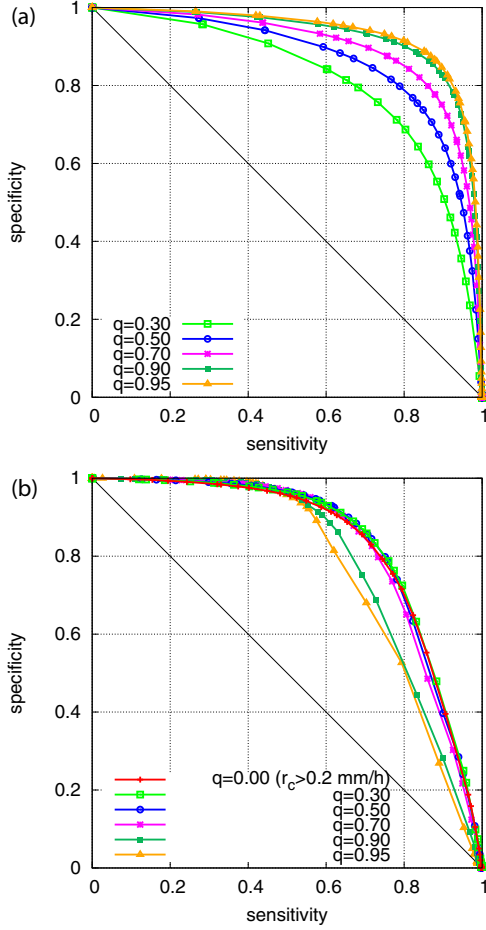 (a)
1
0.8
0.6
0.4
0.2
0
specificity
q=0.30
q=0.50
q=0.70
q=0.90
q=0.95
0 0.2 0.4 0.6 0.8 1
sensitivity
(b)
1
0.8
0.6
0.4
0.2
0
specificity
q=0.00 (r_c>0.2 mm/h)
q=0.30
q=0.50
q=0.70
q=0.90
q=0.95
0 0.2 0.4 0.6 0.8 1
sensitivity